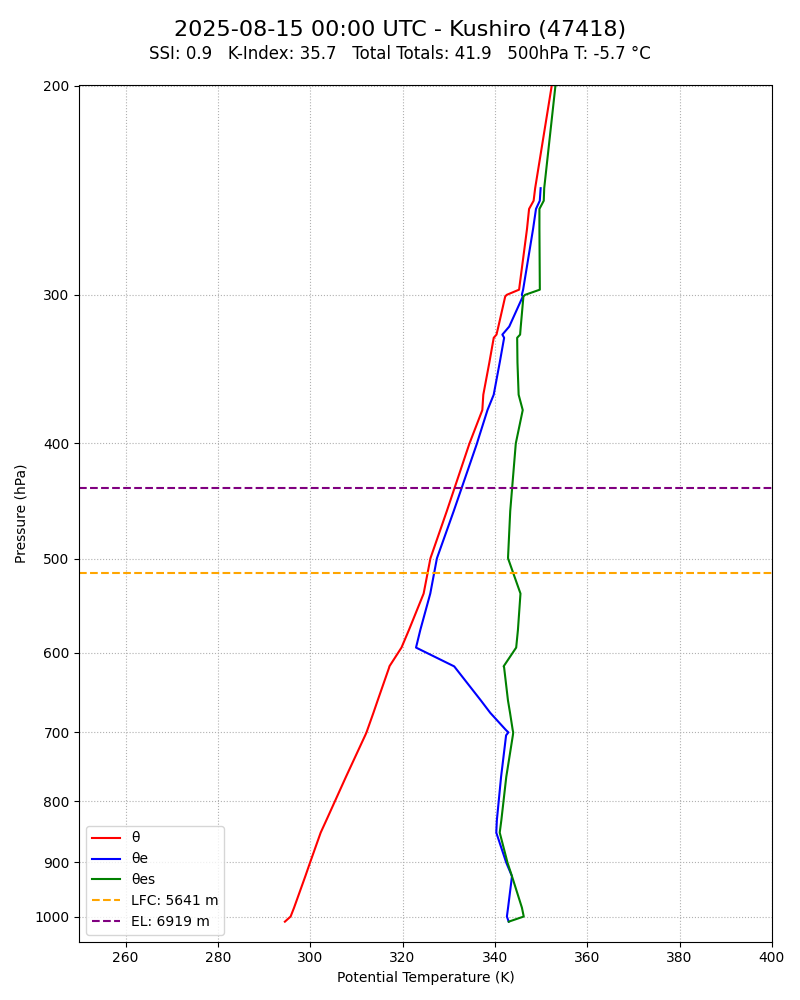 2025-08-15 00:00 UTC - Kushiro (47418)
SSI: 0.9 K-Index: 35.7 Total Totals: 41.9 500hPa T: -5.7 °C
200
300
400
500
600
700
800
900
1000
Pressure (hPa)
θ
θe
θes
LFC: 5641 m
EL: 6919 m
260 280 300 320 340 360 380 400
Potential Temperature (K)